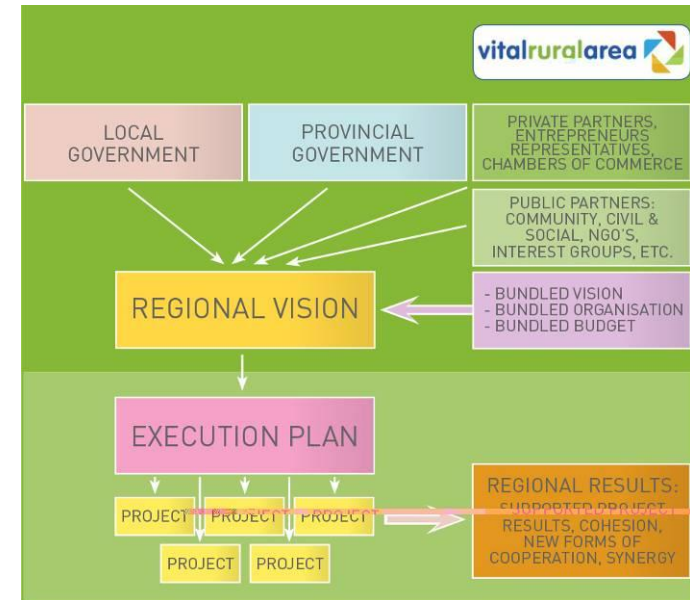 vitalruralarea
LOCAL
GOVERNMENT
PROVINCIAL
GOVERNMENT
PRIVATE PARTNERS,
ENTREPRENEURS
REPRESENTATIVES,
CHAMBERS OF COMMERCE
PUBLIC PARTNERS:
COMMUNITY, CIVIL &
SOCIAL, NGO'S,
INTEREST GROUPS, ETC.
REGIONAL VISION
- BUNDLED VISION
- BUNDLED ORGANISATION
- BUNDLED BUDGET
EXECUTION PLAN
PROJECT
PROJECT
PROJECT
PROJECT
PROJECT
REGIONAL RESULTS:
SUPPORTED PROJECT
RESULTS, COHESION,
NEW FORMS OF
COOPERATION, SYNERGY